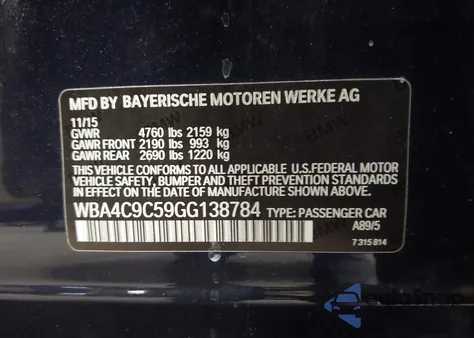 MFD BY BAYERISCHE MOTOREN WERKE AG
11/15
GVWR 4760 lbs 2159 kg
GAWR FRONT 2190 lbs 993 kg
GAWR REAR 2690 lbs 1220 kg
THIS VEHICLE CONFORMS TO ALL APPLICABLE U.S.FEDERAL MOTOR
VEHICLE SAFETY, BUMPER, AND THEFT PREVENTION STANDARDS
IN EFFECT ON THE DATE OF MANUFACTURE SHOWN ABOVE.
WBA4C9C59GG138784 TYPE: PASSENGER CAR
A89/5
7 315 814